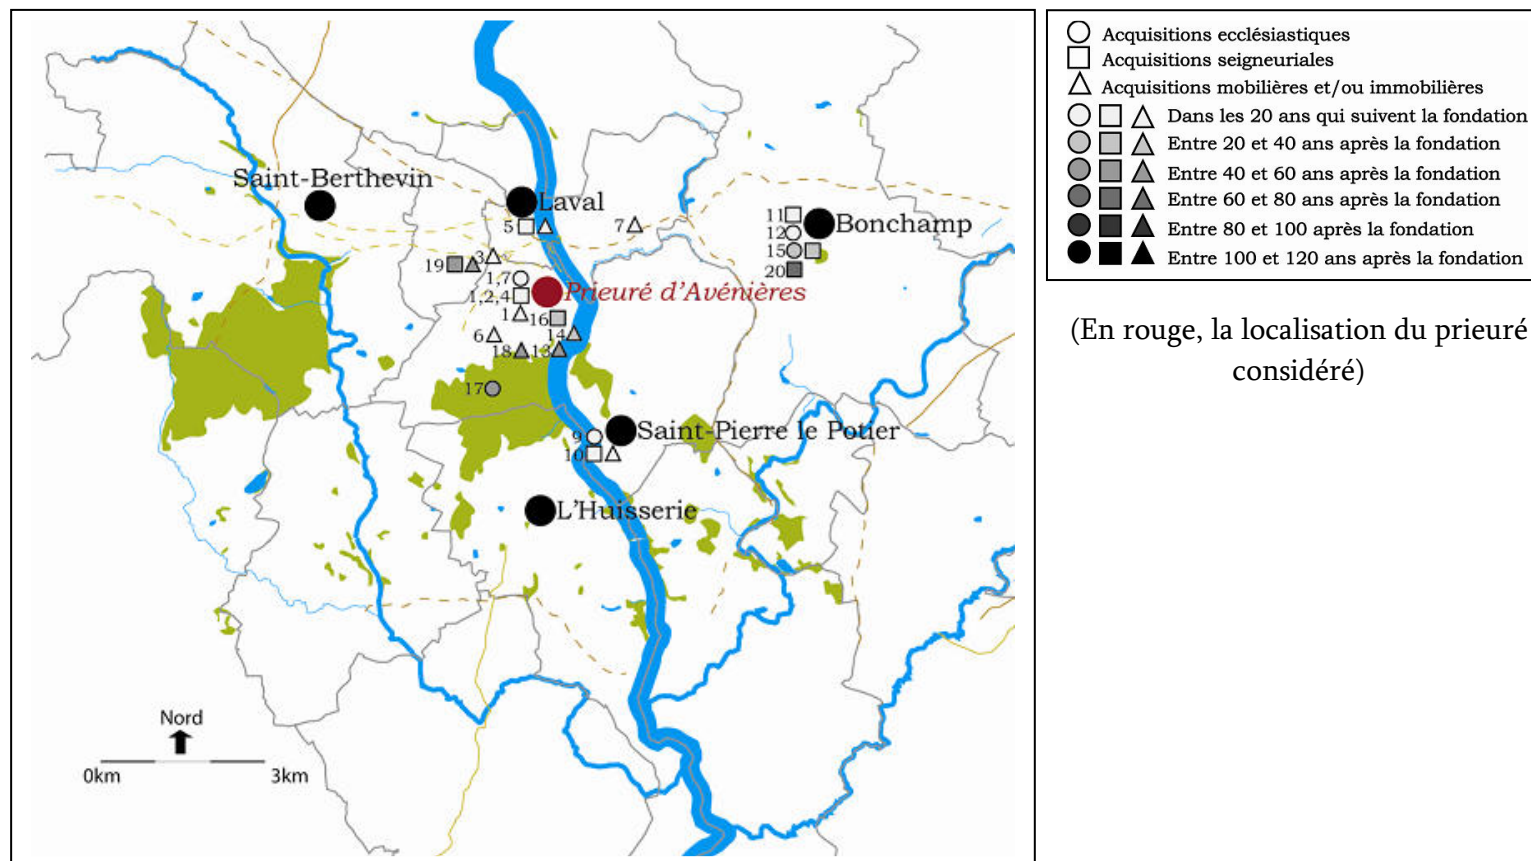 Saint-Berthevin
Laval
5
7
11
Bonchamp
12
15
20
3
19
1,7
1,2,4
Prieuré d'Avénières
1
16
6
14
18
13
17
9
Saint-Pierre le Potier
10
L'Huisserie
Nord
0km
3km
Acquisitions ecclésiastiques
Acquisitions seigneuriales
Acquisitions mobilières et/ou immobilières
Dans les 20 ans qui suivent la fondation
Entre 20 et 40 ans après la fondation
Entre 40 et 60 ans après la fondation
Entre 60 et 80 ans après la fondation
Entre 80 et 100 après la fondation
Entre 100 et 120 ans après la fondation
(En rouge, la localisation du prieuré
considéré)